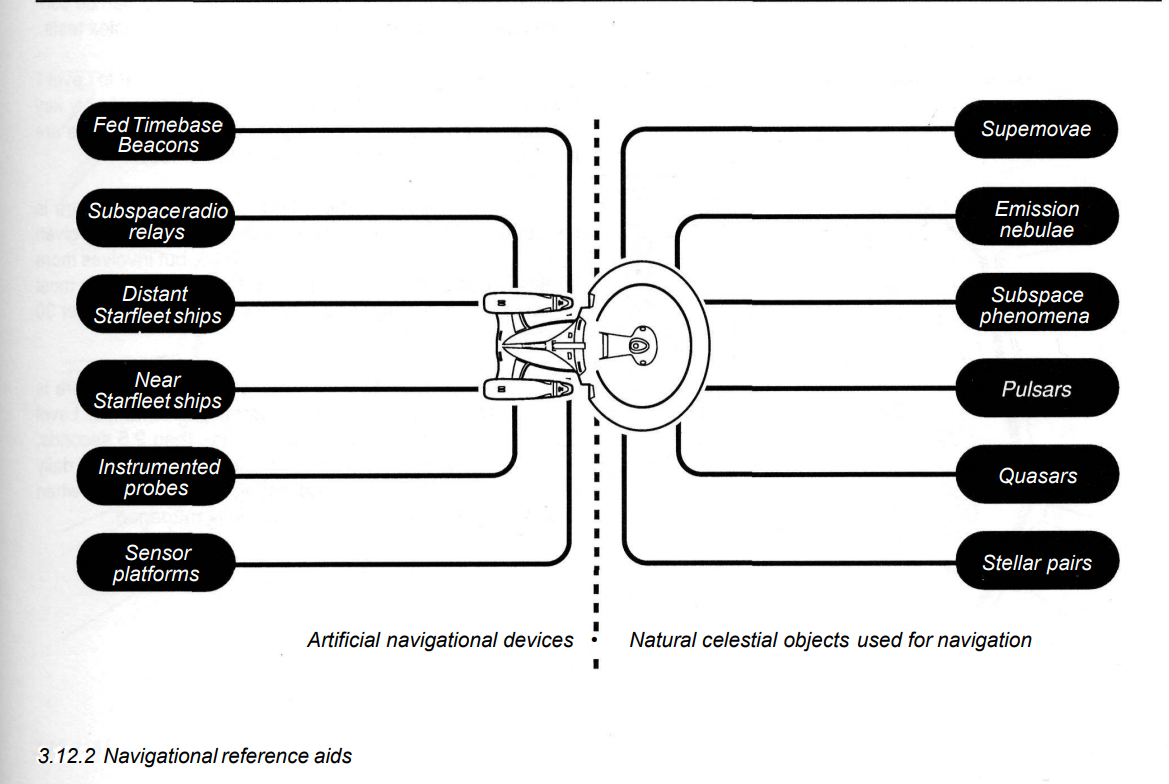 Fed Timebase
Beacons
Subspace radio
relays
Distant
Starfleet ships
Near
Starfleet ships
Instrumented
probes
Sensor
platforms
Supemovae
Emission
nebulae
Subspace
phenomena
Pulsars
Quasars
Stellar pairs
Artificial navigational devices • Natural celestial objects used for navigation
3.12.2 Navigational reference aids